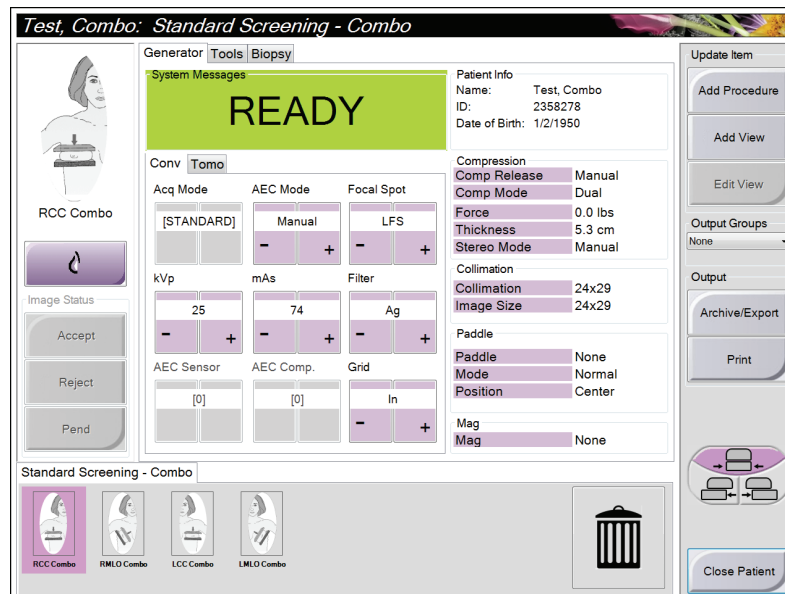 Test, Combo: Standard Screening - Combo
Generator Tools Biopsy
System Messages
READY
Patient Info
Name: Test, Combo
ID: 2358278
Date of Birth: 1/2/1950
RCC Combo
Image Status
Accept
Reject
Pend
Conv Tomo
Acq Mode AEC Mode Focal Spot
[STANDARD] Manual LFS
- + - +
kVp mAs Filter
25 74 Ag
- + - + - +
AEC Sensor AEC Comp. Grid
[0] [0] In
- +
Compression
Comp Release Manual
Comp Mode Dual
Force 0.0 lbs
Thickness 5.3 cm
Stereo Mode Manual
Collimation
Collimation 24x29
Image Size 24x29
Paddle
Paddle None
Mode Normal
Position Center
Mag
Mag None
Update Item
Add Procedure
Add View
Edit View
Output Groups
None
Output
Archive/Export
Print
Close Patient
Standard Screening - Combo
RCC Combo RMLO Combo LCC Combo LMLO Combo